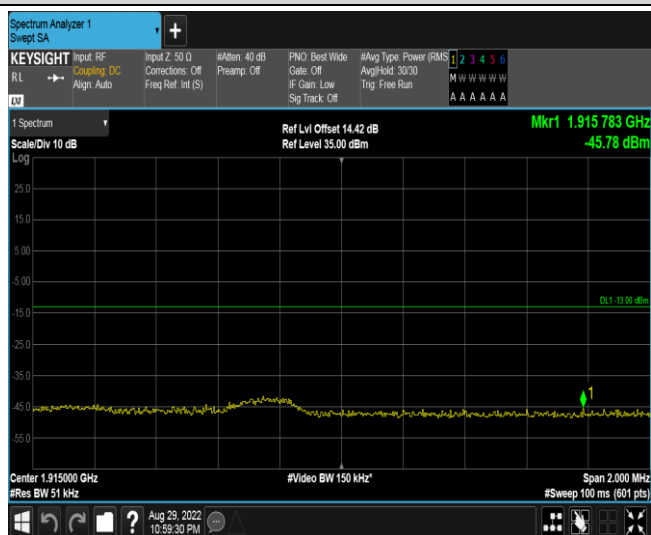 Spectrum Analyzer 1
Swept SA
+
KEYSIGHT
RL
LXI
Input: RF
Coupling: DC
Align: Auto
Input Z: 50 Ω
Corrections: Off
Freq Ref: Int (S)
#Atten: 40 dB
Preamp: Off
PNO: Best Wide
Gate: Off
IF Gain: Low
Sig Track: Off
#Avg Type: Power (RMS
Avg|Hold: 30/30
Trig: Free Run
1 2 3 4 5 6
M W W W W W
A A A A A A
1 Spectrum
Scale/Div 10 dB
Ref Lvl Offset 14.42 dB
Ref Level 35.00 dBm
Mkr1 1.915 783 GHz
-45.78 dBm
Log
25.0
15.0
5.00
-5.00
DL1 -13.00 dBm
-15.0
-25.0
-35.0
1
-45.0
-55.0
Center 1.915000 GHz
#Res BW 51 kHz
#Video BW 150 kHz*
Span 2.000 MHz
#Sweep 100 ms (601 pts)
?
Aug 29, 2022
10:59:30 PM